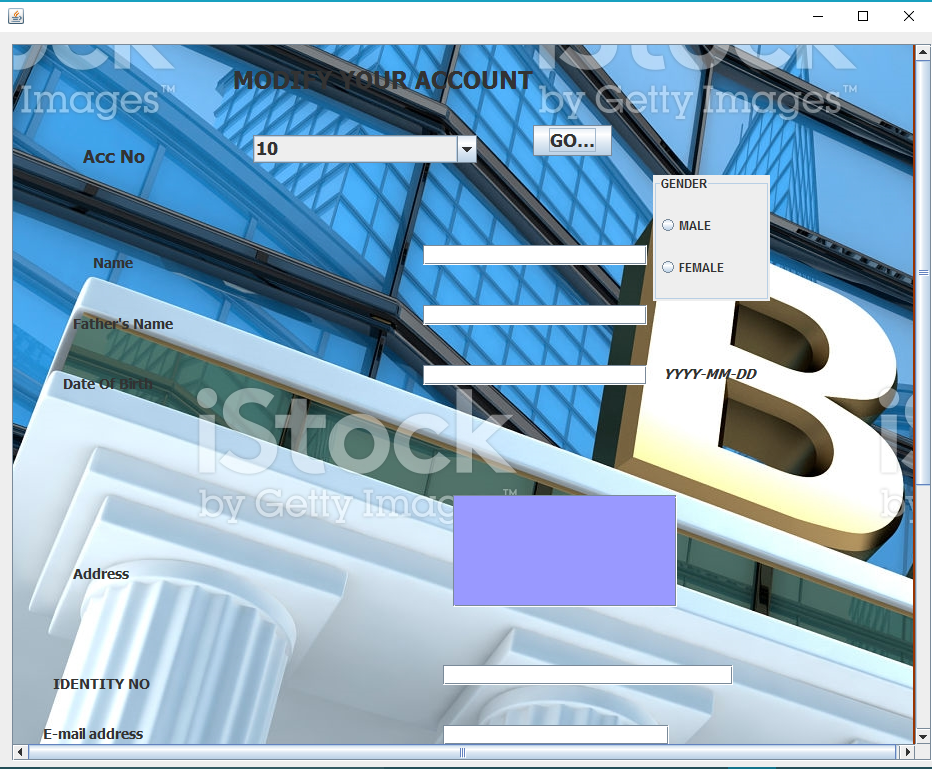 iStock
iStock
Images™
by Getty Images™
MODIFY YOUR ACCOUNT
Acc No
10
GO...
GENDER
MALE
FEMALE
Name
Father's Name
Date Of Birth
YYYY-MM-DD
B
iStock
by Getty Images™
Address
IDENTITY NO
E-mail address